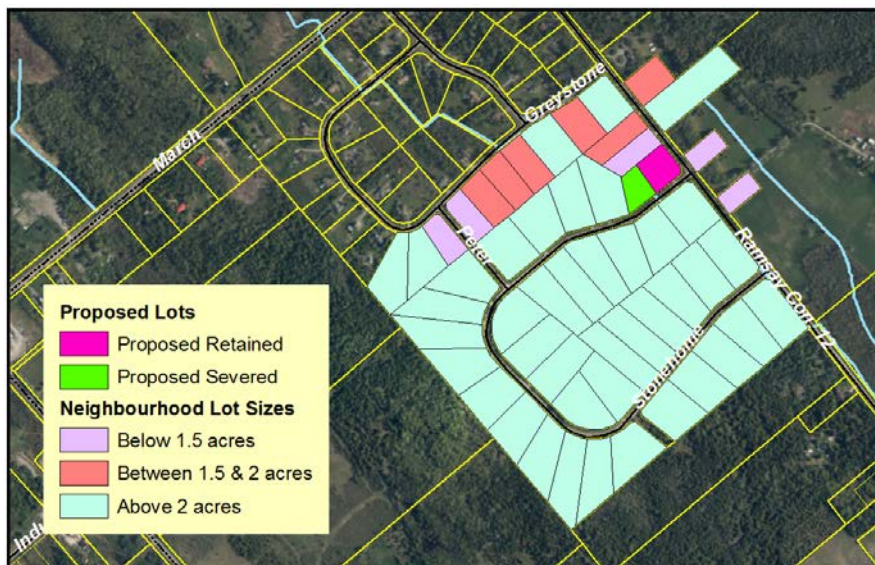 Greystone
March
Peter
Ramsay Con. 12
Stonehome
Proposed Lots
Proposed Retained
Proposed Severed
Neighbourhood Lot Sizes
Below 1.5 acres
Between 1.5 & 2 acres
Above 2 acres